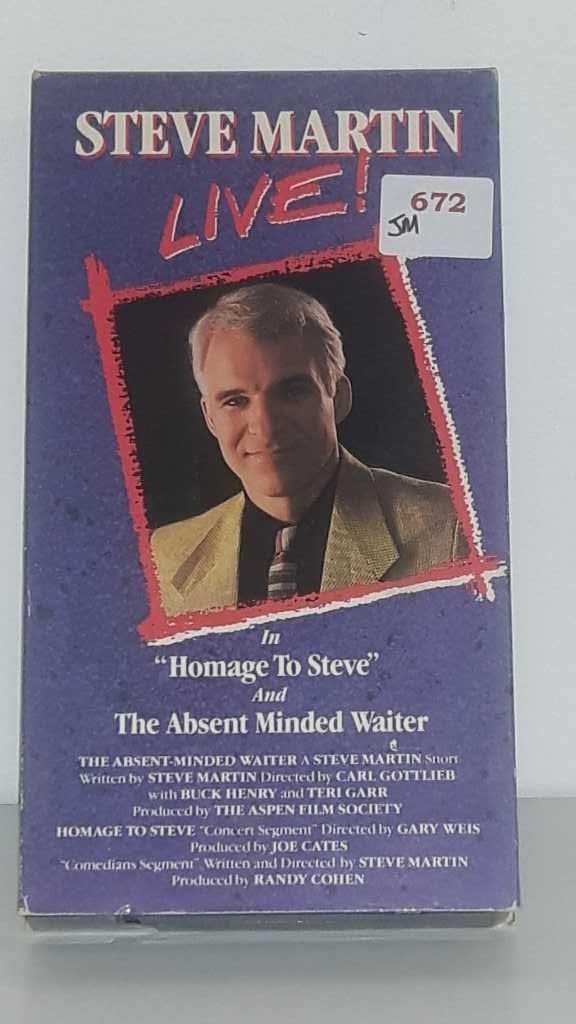 STEVE MARTIN
LIVE!
672
JM
In
"Homage To Steve"
And
The Absent Minded Waiter
THE ABSENT-MINDED WAITER A STEVE MARTIN Short
Written by STEVE MARTIN Directed by CARL GOTTLIEB
with BUCK HENRY and TERI GARR
Produced by THE ASPEN FILM SOCIETY
HOMAGE TO STEVE "Concert Segment" Directed by GARY WEIS
Produced by JOE CATES
"Comedians Segment" Written and Directed by STEVE MARTIN
Produced by RANDY COHEN